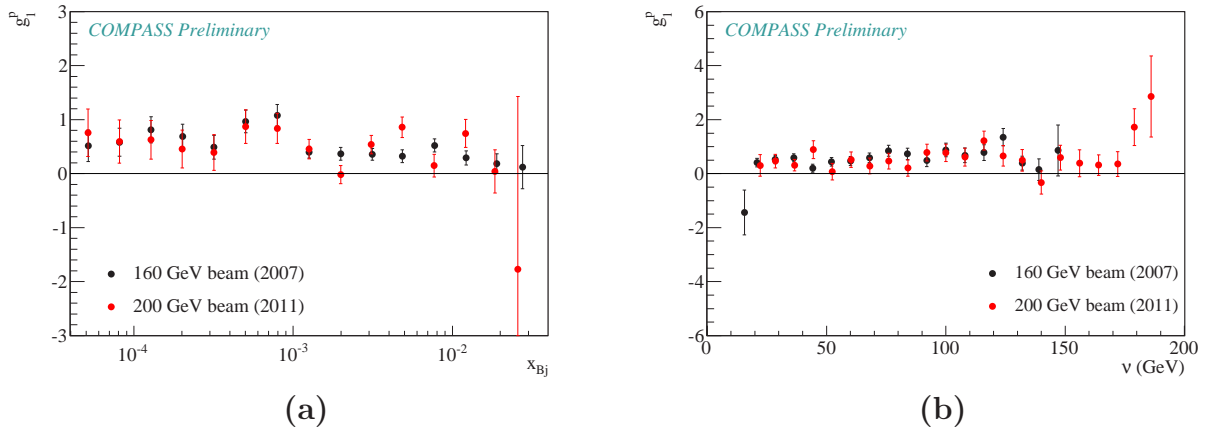 g₁ᵖ
COMPASS Preliminary
3
2
1
0
-1
-2
-3
160 GeV beam (2007)
200 GeV beam (2011)
10⁻⁴
10⁻³
10⁻²
x_Bj
(a)
g₁ᵖ
COMPASS Preliminary
6
4
2
0
-2
-4
-6
160 GeV beam (2007)
200 GeV beam (2011)
0
50
100
150
200
ν (GeV)
(b)